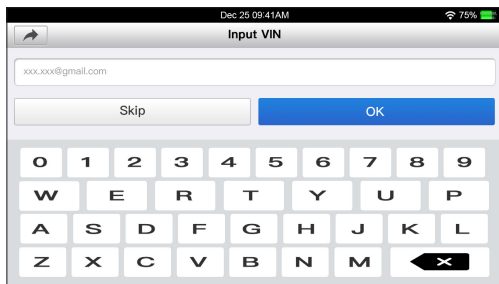 Dec 25 09:41AM 75%
Input VIN
xxx.xxx@gmail.com
Skip OK
0 1 2 3 4 5 6 7 8 9
W E R T Y U P
A S D F G H J K L
Z X C V B N M